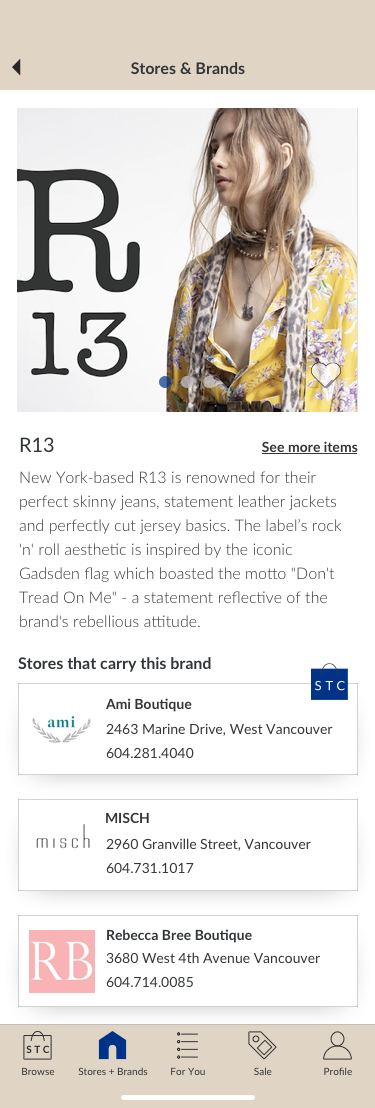 Stores & Brands
R
13
R13
See more items
New York-based R13 is renowned for their
perfect skinny jeans, statement leather jackets
and perfectly cut jersey basics. The label’s rock
'n' roll aesthetic is inspired by the iconic
Gadsden flag which boasted the motto "Don't
Tread On Me" - a statement reflective of the
brand's rebellious attitude.
Stores that carry this brand
STC
ami
Ami Boutique
2463 Marine Drive, West Vancouver
604.281.4040
misch
MISCH
2960 Granville Street, Vancouver
604.731.1017
RB
Rebecca Bree Boutique
3680 West 4th Avenue Vancouver
604.714.0085
STC
Browse
Stores + Brands
For You
Sale
Profile